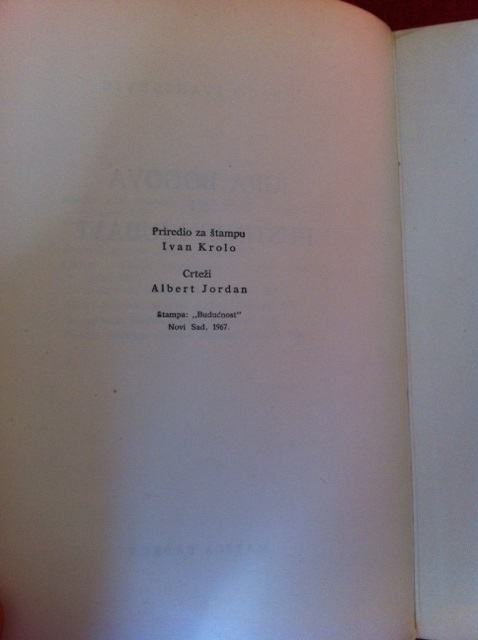 Priredio za štampu
Ivan Krolo
Crteži
Albert Jordan
Štampa: „Budućnost"
Novi Sad, 1967.